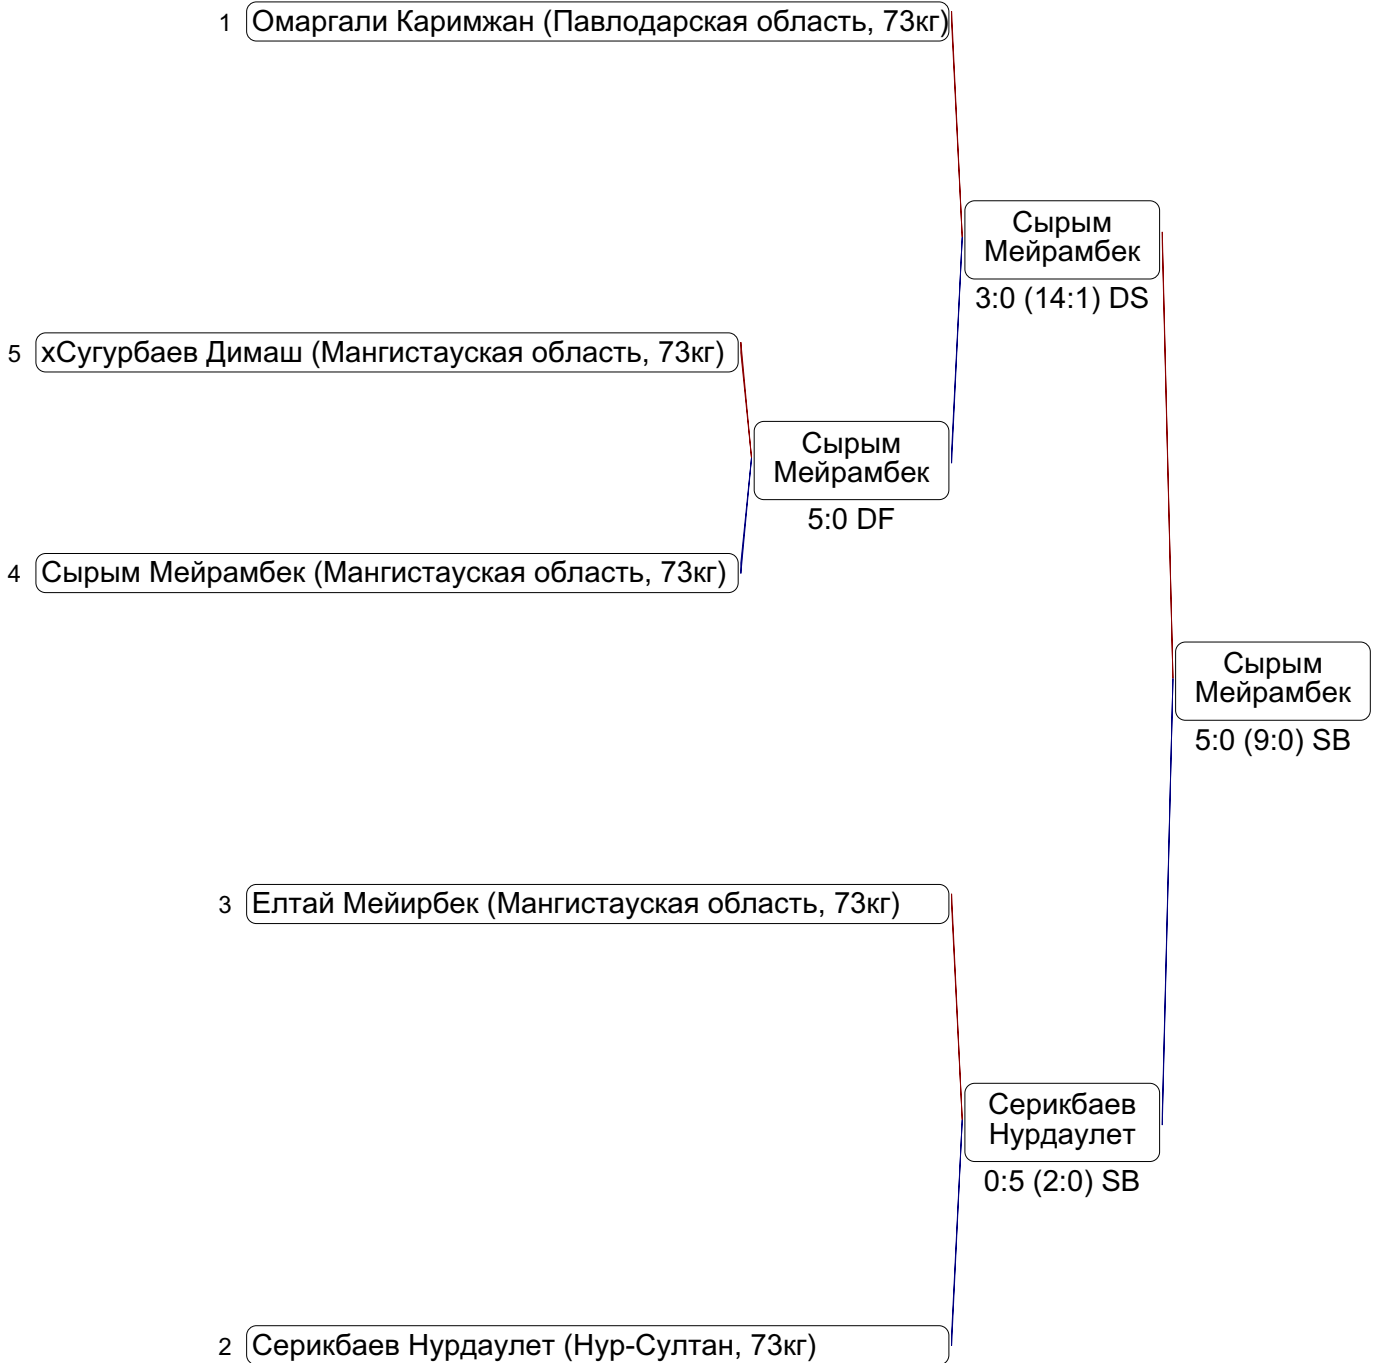 1 Омаргали Каримжан (Павлодарская область, 73кг)
Сырым
Мейрамбек
3:0 (14:1) DS
5 хСугурбаев Димаш (Мангистауская область, 73кг)
Сырым
Мейрамбек
5:0 DF
4 Сырым Мейрамбек (Мангистауская область, 73кг)
Сырым
Мейрамбек
5:0 (9:0) SB
3 Елтай Мейирбек (Мангистауская область, 73кг)
Серикбаев
Нурдаулет
0:5 (2:0) SB
2 Серикбаев Нурдаулет (Нур-Султан, 73кг)